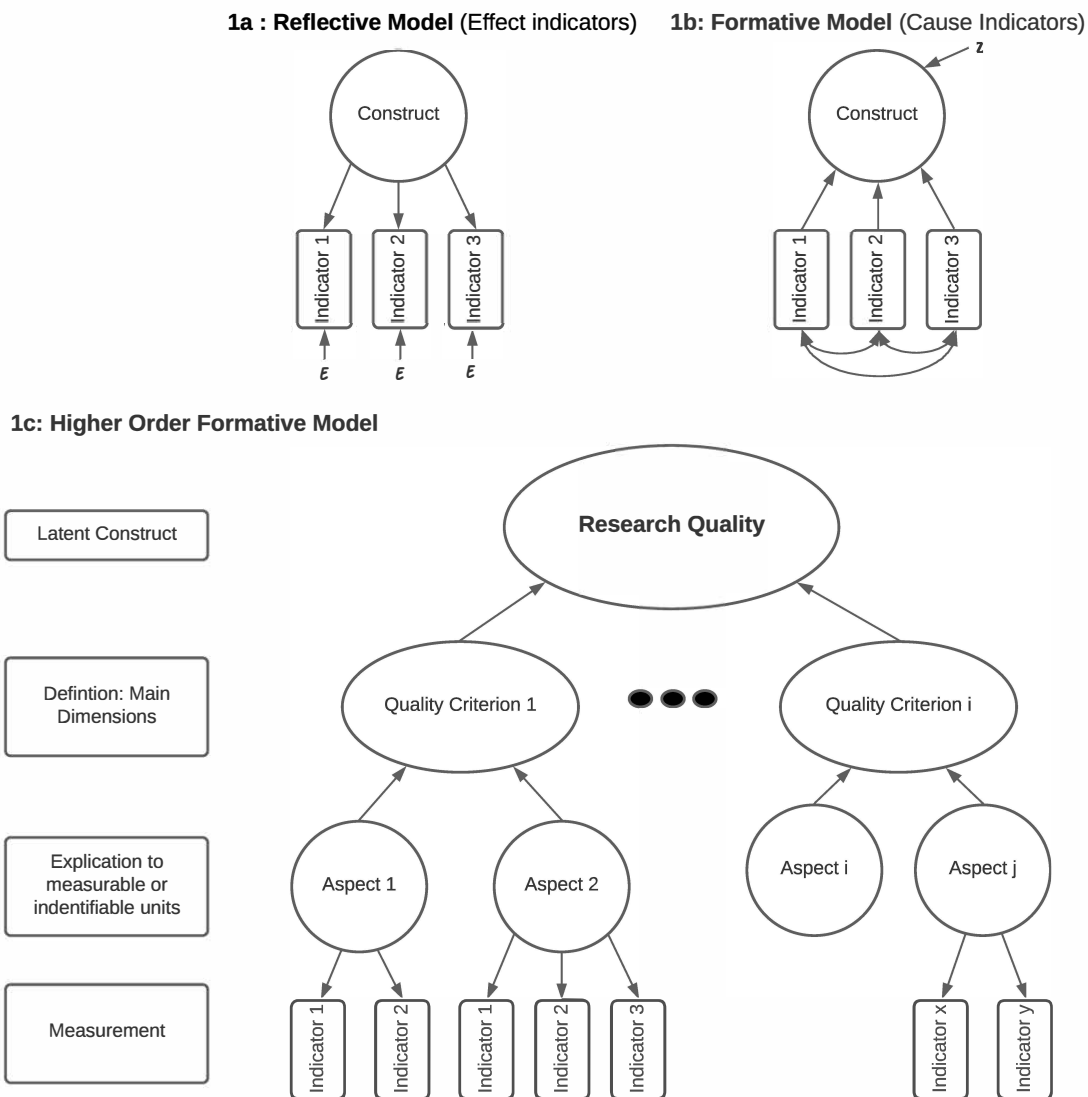 1a : Reflective Model (Effect indicators)
1b: Formative Model (Cause Indicators)
z
Construct
Construct
Indicator 1
Indicator 2
Indicator 3
Indicator 1
Indicator 2
Indicator 3
E
E
E
1c: Higher Order Formative Model
Latent Construct
Research Quality
Defintion: Main
Dimensions
Quality Criterion 1
Quality Criterion i
Explication to
measurable or
indentifiable units
Aspect 1
Aspect 2
Aspect i
Aspect j
Measurement
Indicator 1
Indicator 2
Indicator 1
Indicator 2
Indicator 3
Indicator x
Indicator y